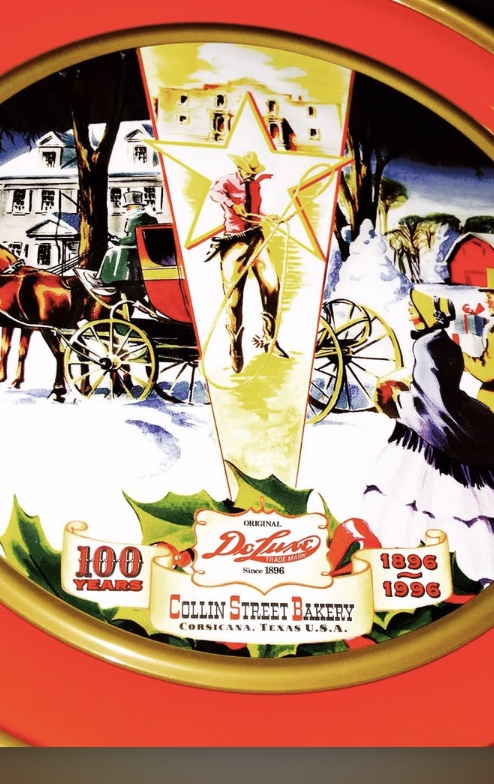 ORIGINAL
DeLuxe
TRADE MARK
Since 1896
100
YEARS
1896
~
1996
COLLIN STREET BAKERY
CORSICANA, TEXAS U.S.A.